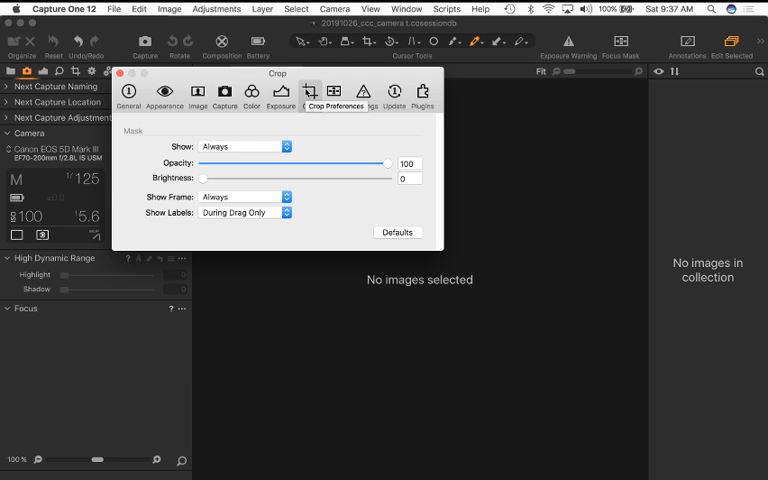 Capture One 12 File Edit Image Adjustments Layer Select Camera View Window Scripts Help 100% Sat 9:37 AM
20191026_ccc_camera t.cosessiondb
Organize Reset Undo/Redo Capture Rotate Composition Battery Cursor Tools Exposure Warning Focus Mask Annotations Edit Selected
Crop
Fit
Next Capture Naming
Next Capture Location
Next Capture Adjustment
Camera
Canon EOS 5D Mark III
EF70-200mm f/2.8L IS USM
M 1/125
ISO 100 5.6
General Appearance Image Capture Color Exposure Update Plugins
Crop Preferences
Mask
Show: Always
Opacity: 100
Brightness: 0
Show Frame: Always
Show Labels: During Drag Only
Defaults
High Dynamic Range ? A
Highlight 0
Shadow 0
Focus ?
100 %
No images selected
No images in
collection